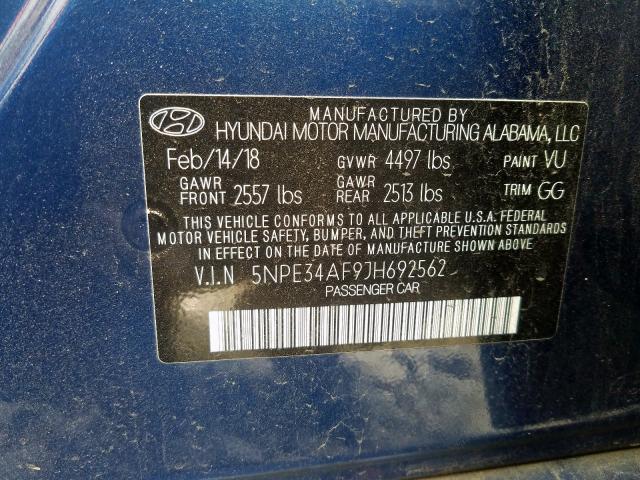 MANUFACTURED BY
HYUNDAI MOTOR MANUFACTURING ALABAMA, LLC
Feb/14/18 GVWR 4497 lbs PAINT VU
GAWR FRONT 2557 lbs GAWR REAR 2513 lbs TRIM GG
THIS VEHICLE CONFORMS TO ALL APPLICABLE U.S.A. FEDERAL
MOTOR VEHICLE SAFETY, BUMPER, AND THEFT PREVENTION STANDARDS
IN EFFECT ON THE DATE OF MANUFACTURE SHOWN ABOVE.
V.I.N 5NPE34AF9JH692562
PASSENGER CAR